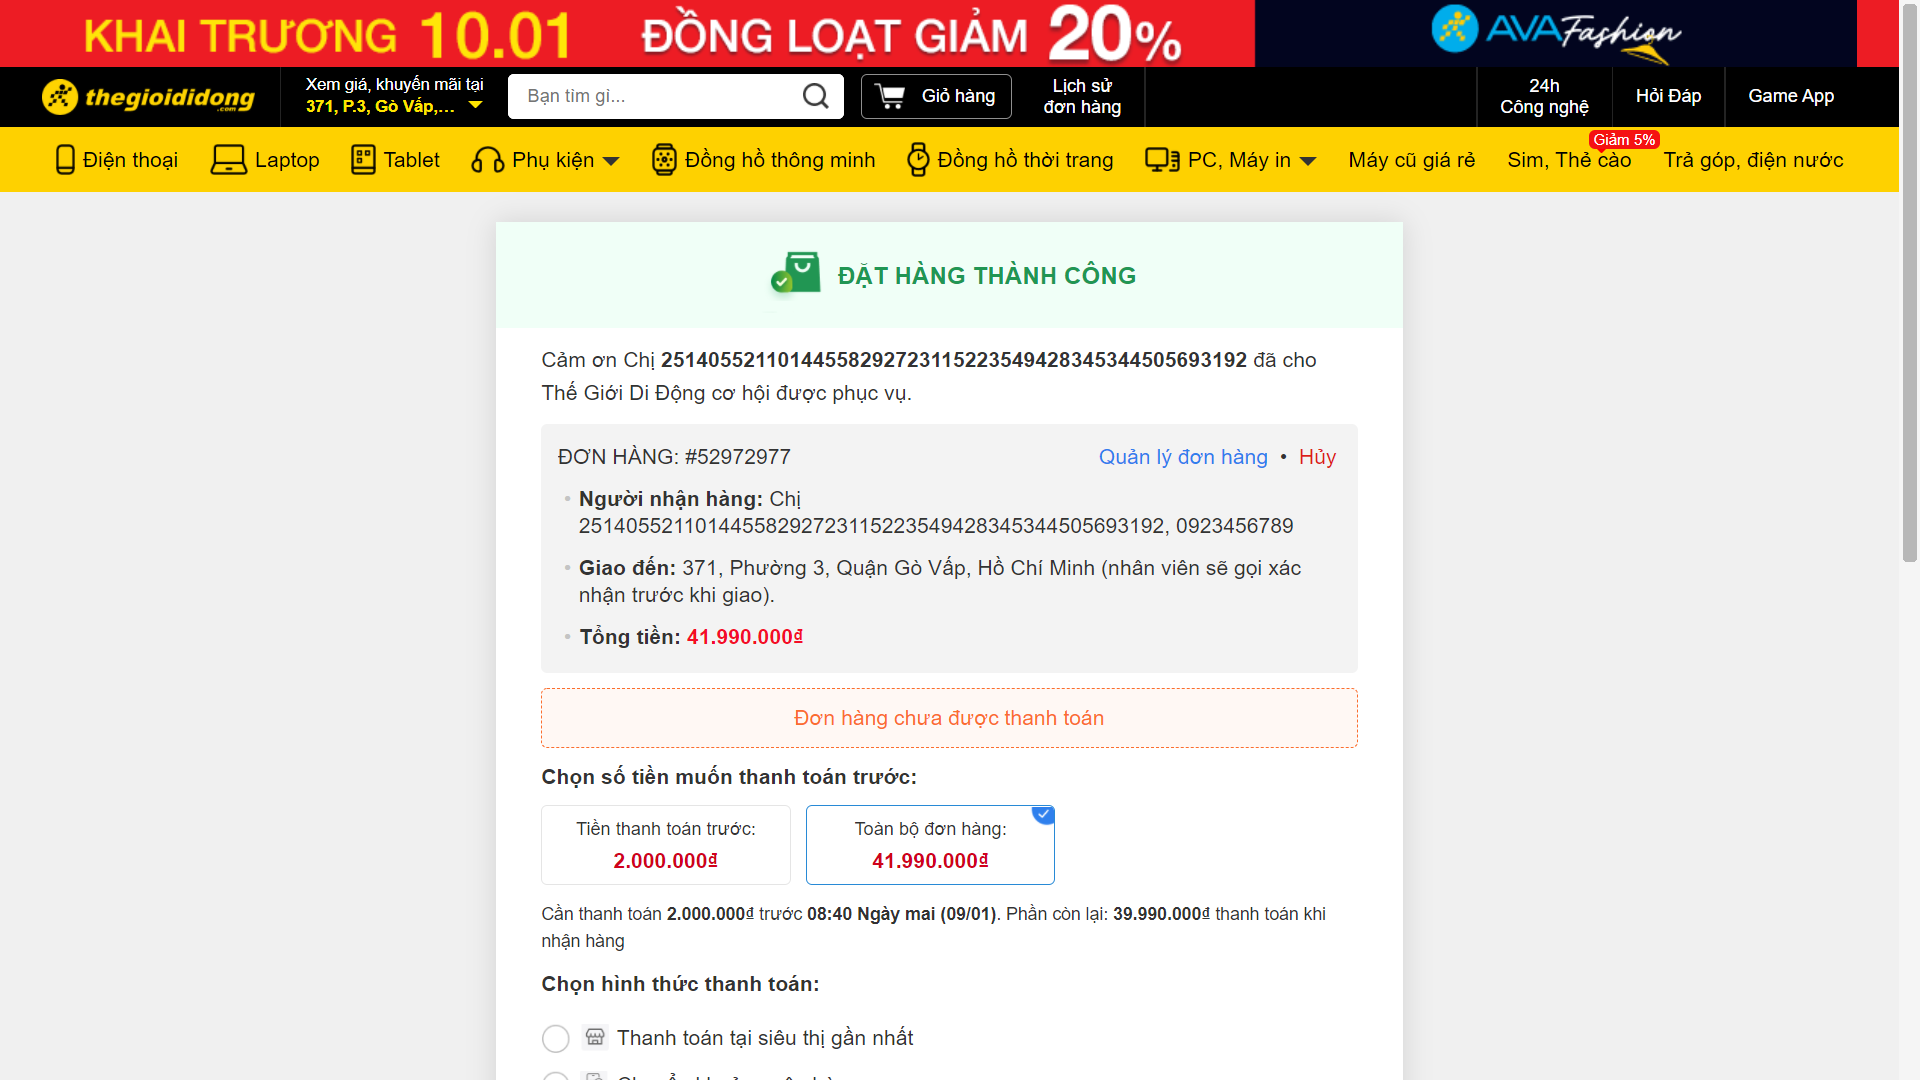 KHAI TRƯƠNG 10.01 ĐỒNG LOẠT GIẢM 20% AVAFashion
thegioididong.com
Xem giá, khuyến mãi tại
371, P.3, Gò Vấp,...
Bạn tìm gì...
Giỏ hàng
Lịch sử
đơn hàng
24h
Công nghệ
Hỏi Đáp
Game App
Giảm 5%
Điện thoại Laptop Tablet Phụ kiện Đồng hồ thông minh Đồng hồ thời trang PC, Máy in Máy cũ giá rẻ Sim, Thẻ cào Trả góp, điện nước
ĐẶT HÀNG THÀNH CÔNG
Cảm ơn Chị 25140552110144558292723115223549428345344505693192 đã cho
Thế Giới Di Động cơ hội được phục vụ.
ĐƠN HÀNG: #52972977 Quản lý đơn hàng • Hủy
• Người nhận hàng: Chị
25140552110144558292723115223549428345344505693192, 0923456789
• Giao đến: 371, Phường 3, Quận Gò Vấp, Hồ Chí Minh (nhân viên sẽ gọi xác
nhận trước khi giao).
• Tổng tiền: 41.990.000₫
Đơn hàng chưa được thanh toán
Chọn số tiền muốn thanh toán trước:
Tiền thanh toán trước:
2.000.000₫
Toàn bộ đơn hàng:
41.990.000₫
Cần thanh toán 2.000.000₫ trước 08:40 Ngày mai (09/01). Phần còn lại: 39.990.000₫ thanh toán khi
nhận hàng
Chọn hình thức thanh toán:
Thanh toán tại siêu thị gần nhất